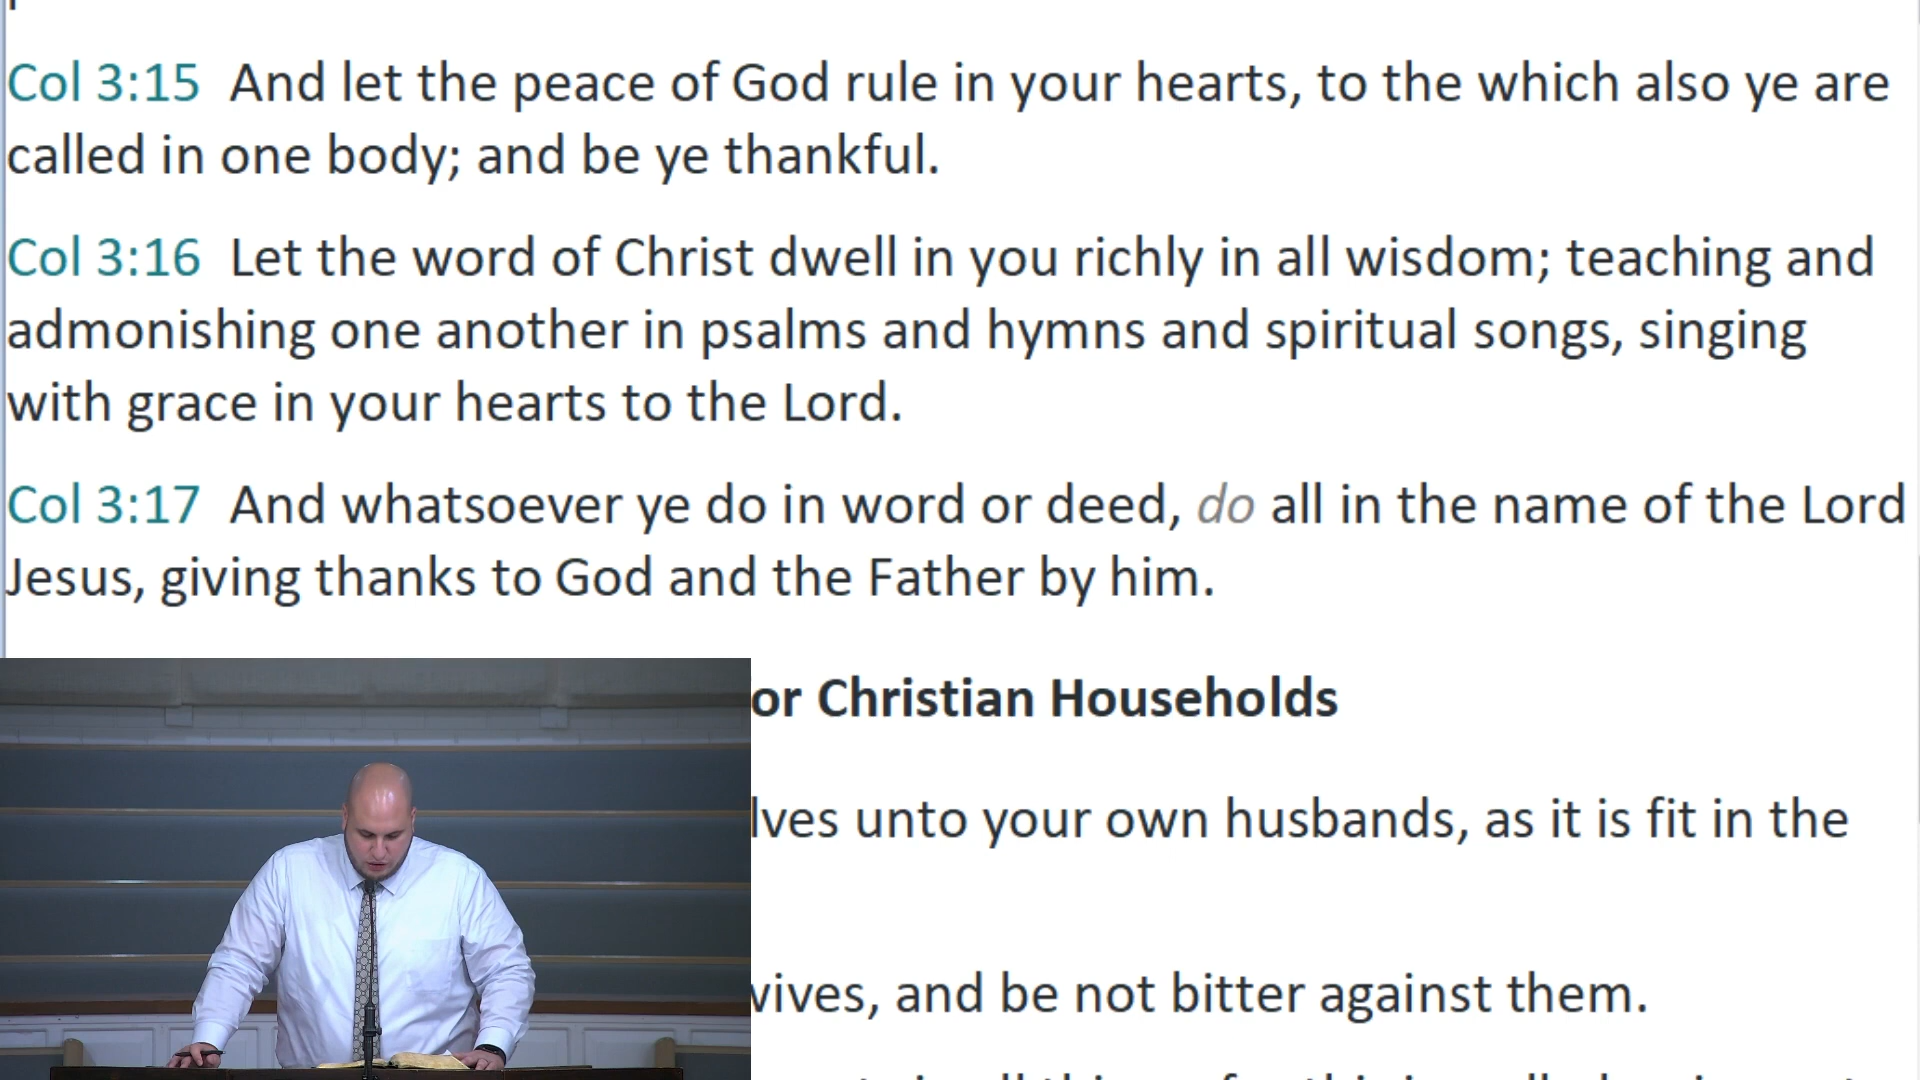 Col 3:15 And let the peace of God rule in your hearts, to the which also ye are
called in one body; and be ye thankful.
Col 3:16 Let the word of Christ dwell in you richly in all wisdom; teaching and
admonishing one another in psalms and hymns and spiritual songs, singing
with grace in your hearts to the Lord.
Col 3:17 And whatsoever ye do in word or deed, do all in the name of the Lord
Jesus, giving thanks to God and the Father by him.
or Christian Households
lves unto your own husbands, as it is fit in the
wives, and be not bitter against them.